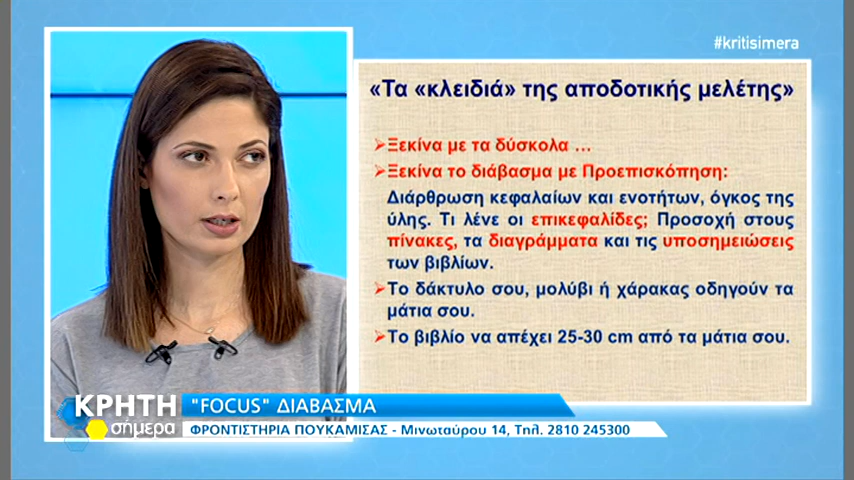 #kritisimera
«Τα «κλειδιά» της αποδοτικής μελέτης»
Ξεκίνα με τα δύσκολα ...
Ξεκίνα το διάβασμα με Προεπισκόπηση:
Διάρθρωση κεφαλαίων και ενοτήτων, όγκος της
ύλης. Τι λένε οι επικεφαλίδες; Προσοχή στους
πίνακες, τα διαγράμματα και τις υποσημειώσεις
των βιβλίων.
Το δάκτυλο σου, μολύβι ή χάρακας οδηγούν τα
μάτια σου.
Το βιβλίο να απέχει 25-30 cm από τα μάτια σου.
ΚΡΗΤΗ
σήμερα
"FOCUS" ΔΙΑΒΑΣΜΑ
ΦΡΟΝΤΙΣΤΗΡΙΑ ΠΟΥΚΑΜΙΣΑΣ - Μινωταύρου 14, Τηλ. 2810 245300